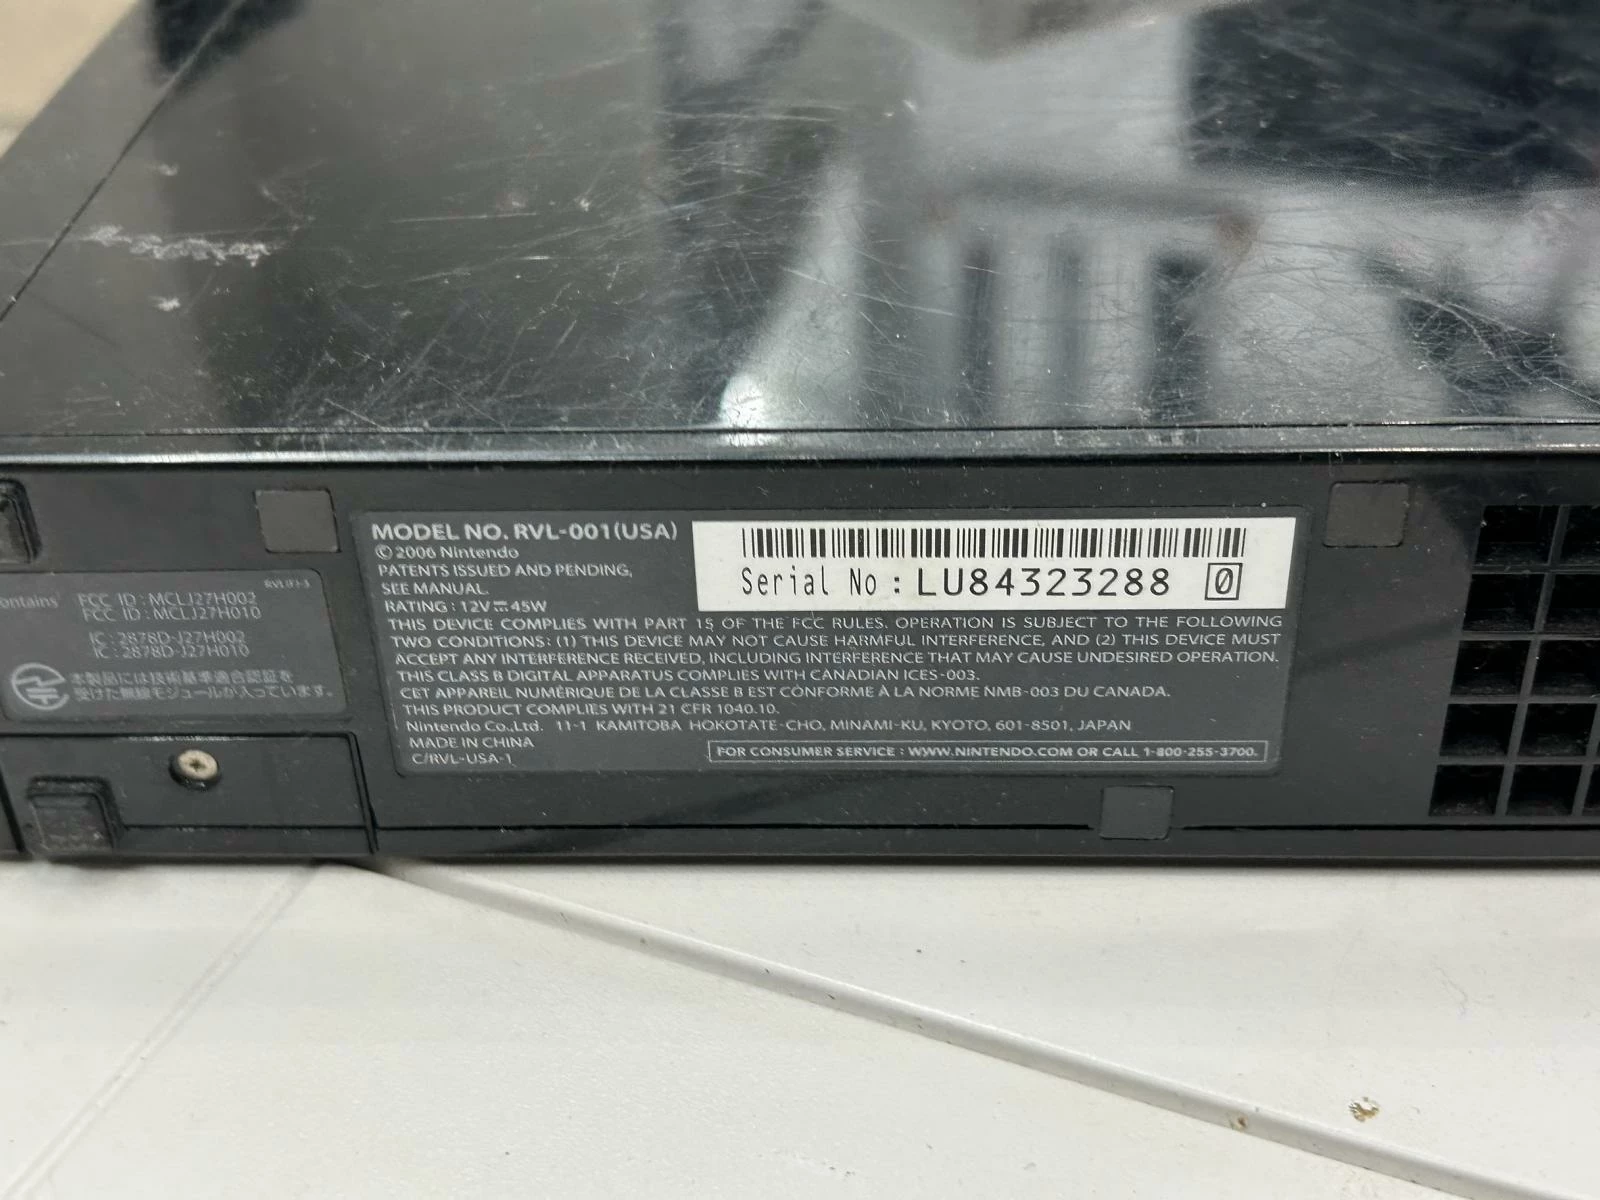 MODEL NO. RVL-001(USA)
© 2006 Nintendo
PATENTS ISSUED AND PENDING,
SEE MANUAL.
RATING : 12V⎓45W
Serial No : LU84323288 0
THIS DEVICE COMPLIES WITH PART 15 OF THE FCC RULES. OPERATION IS SUBJECT TO THE FOLLOWING
TWO CONDITIONS: (1) THIS DEVICE MAY NOT CAUSE HARMFUL INTERFERENCE, AND (2) THIS DEVICE MUST
ACCEPT ANY INTERFERENCE RECEIVED, INCLUDING INTERFERENCE THAT MAY CAUSE UNDESIRED OPERATION.
THIS CLASS B DIGITAL APPARATUS COMPLIES WITH CANADIAN ICES-003.
CET APPAREIL NUMÉRIQUE DE LA CLASSE B EST CONFORME À LA NORME NMB-003 DU CANADA.
THIS PRODUCT COMPLIES WITH 21 CFR 1040.10.
Nintendo Co.,Ltd. 11-1 KAMITOBA HOKOTATE-CHO, MINAMI-KU, KYOTO, 601-8501, JAPAN
MADE IN CHINA
C/RVL-USA-1
FOR CONSUMER SERVICE : WWW.NINTENDO.COM OR CALL 1-800-255-3700.
ontains
FCC ID : MCLJ27H002
FCC ID : MCLJ27H010
IC : 2878D-J27H002
IC : 2878D-J27H010
本製品には技術基準適合認証を
受けた無線モジュールが入っています。